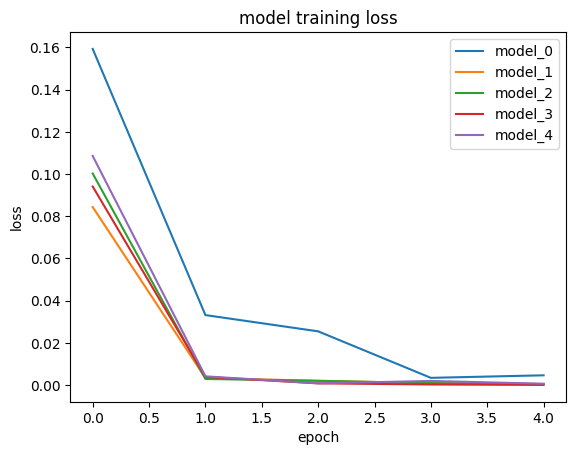 model training loss
0.16
0.14
0.12
0.10
0.08
0.06
0.04
0.02
0.00
loss
model_0
model_1
model_2
model_3
model_4
0.0 0.5 1.0 1.5 2.0 2.5 3.0 3.5 4.0
epoch